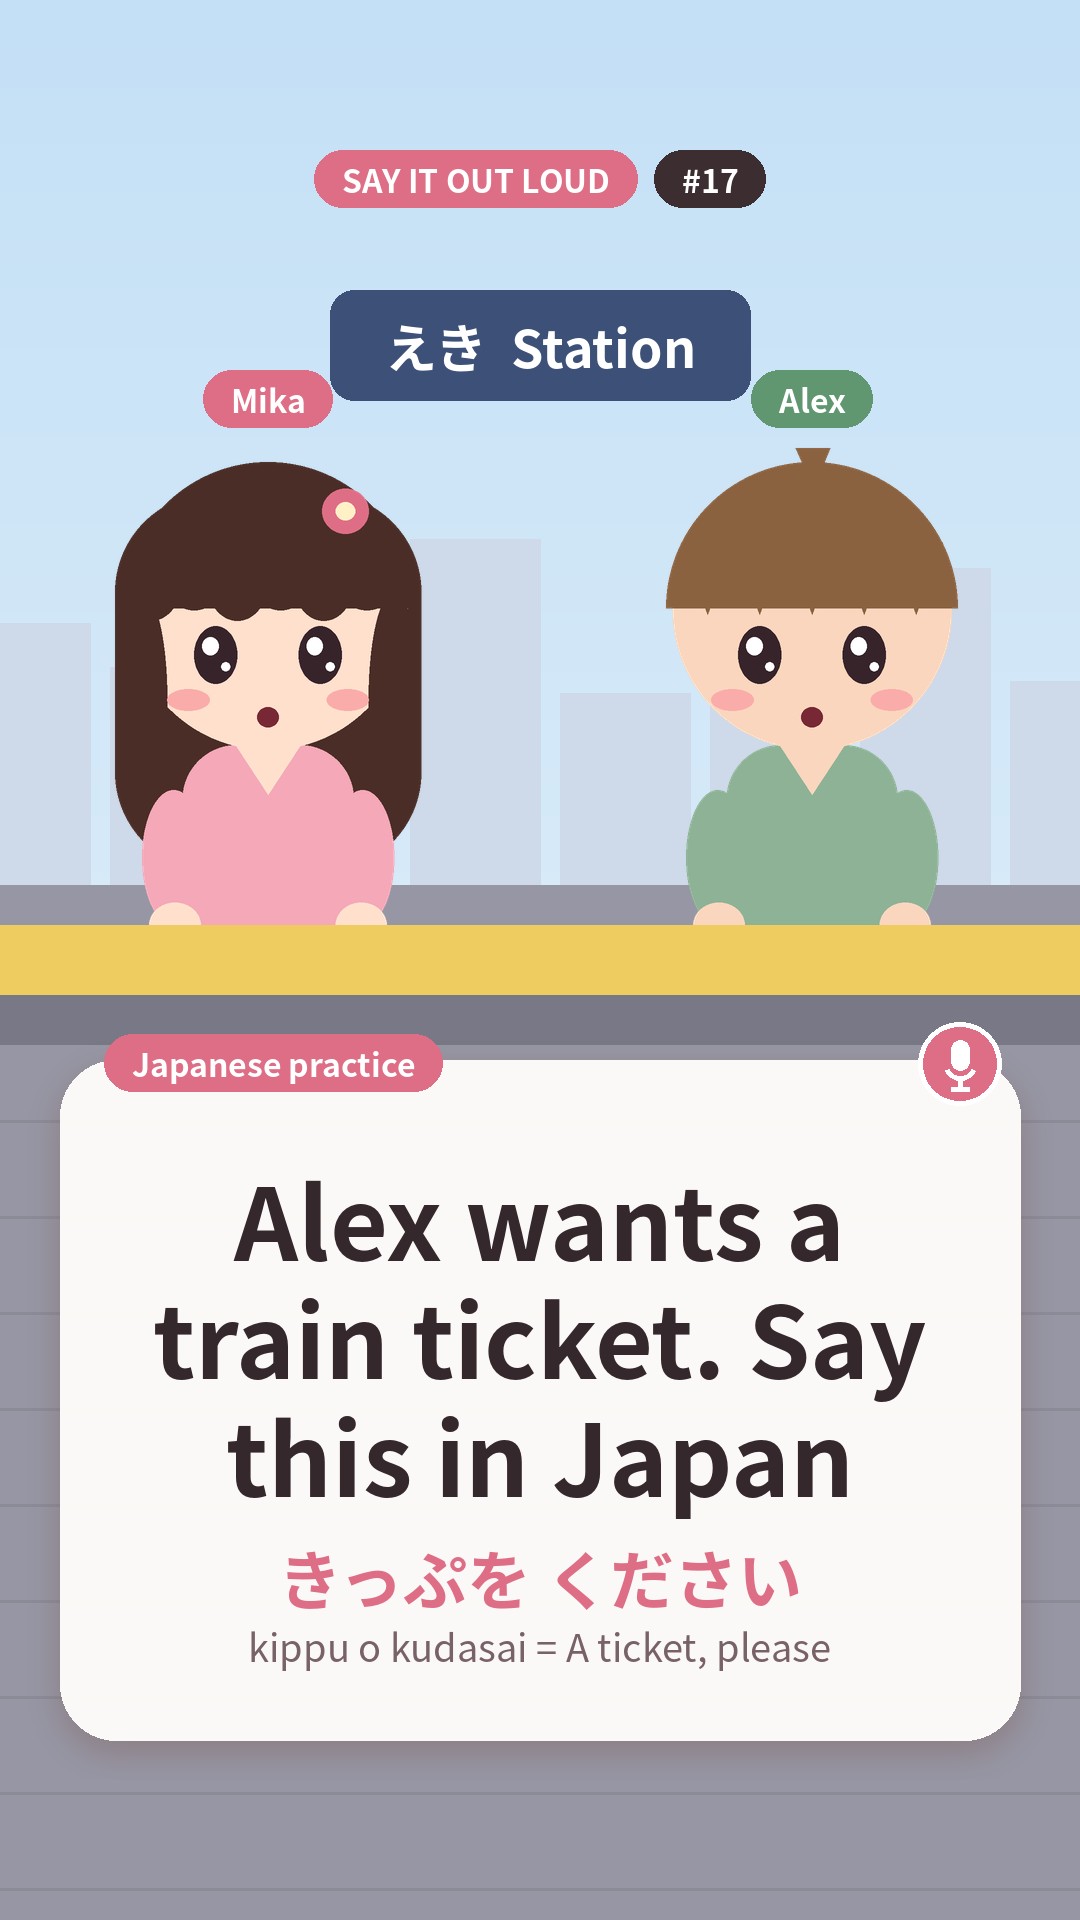 SAY IT OUT LOUD #17
えき Station
Mika
Alex
Japanese practice
Alex wants a
train ticket. Say
this in Japan
きっぷを ください
kippu o kudasai = A ticket, please